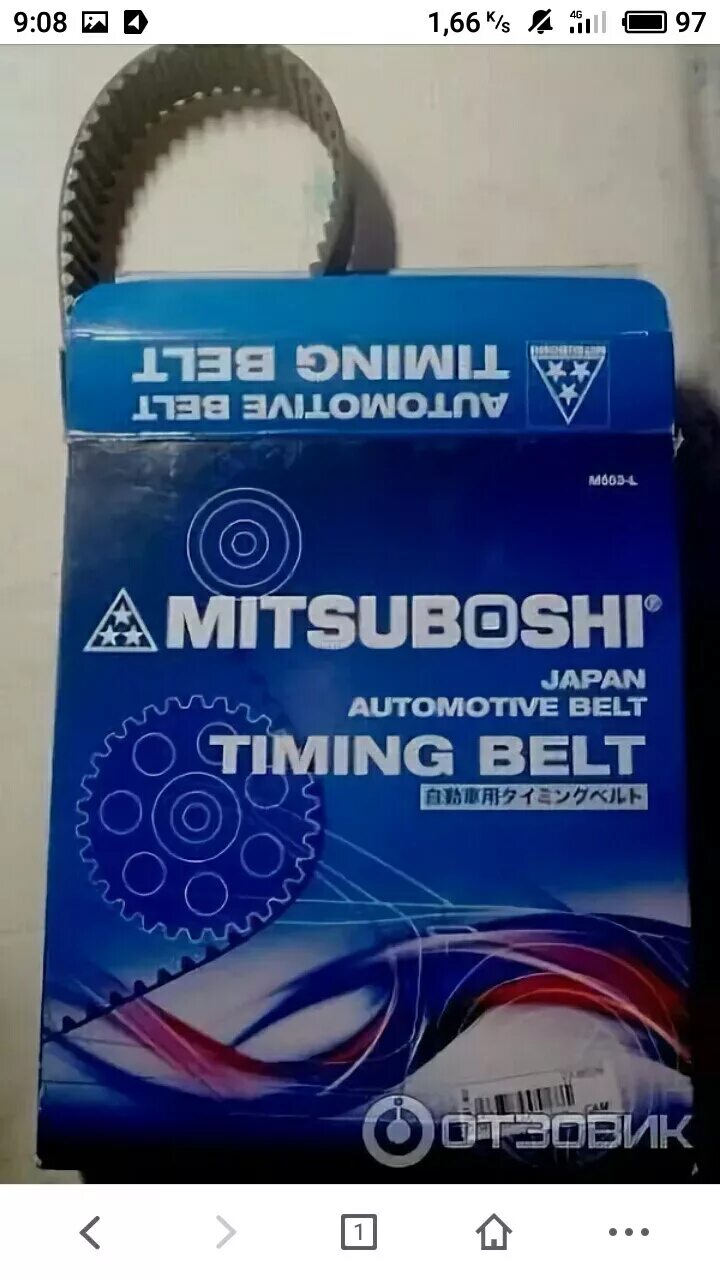 9:08 1,66 K/s 4G 97
TIMING BELT
AUTOMOTIVE BELT
MITSUBOSHI®
JAPAN
AUTOMOTIVE BELT
TIMING BELT
自動車用タイミングベルト
ОТЗОВИК
1